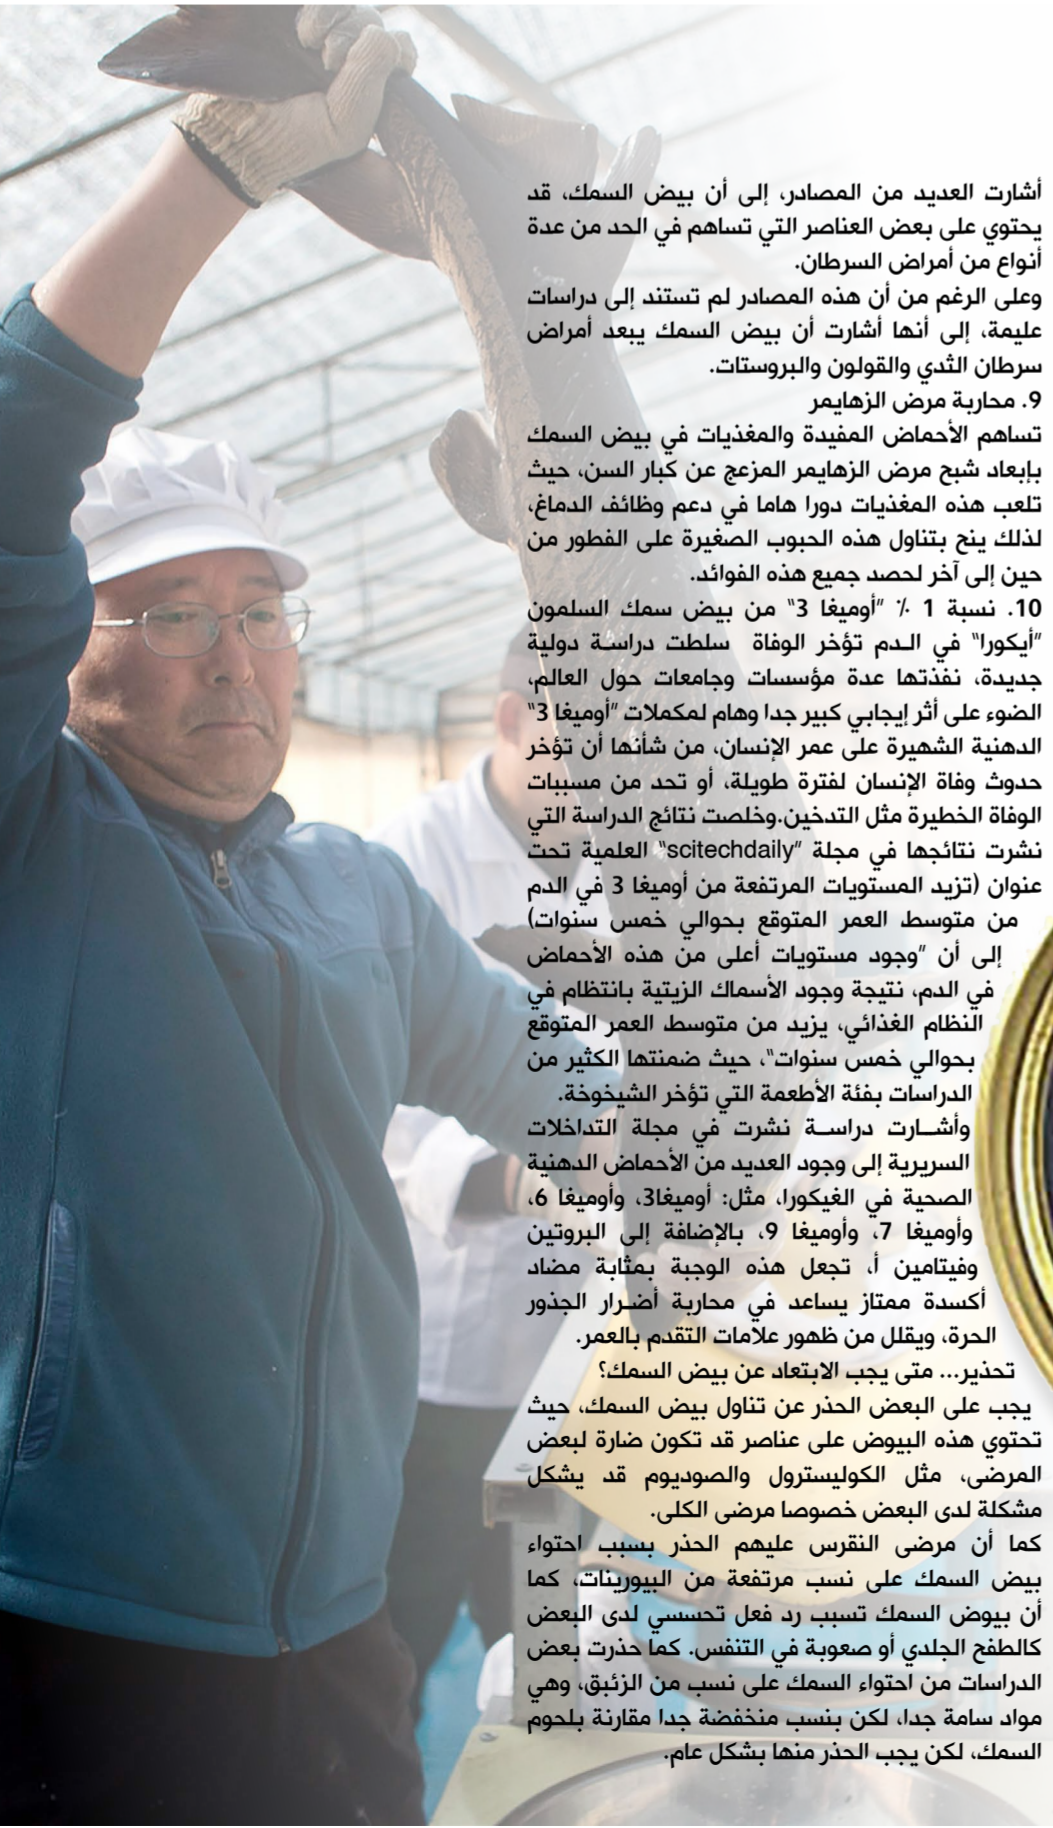 أشارت العديد من المصادر، إلى أن بيض السمك، قد
يحتوي على بعض العناصر التي تساهم في الحد من عدة
أنواع من أمراض السرطان.
وعلى الرغم من أن هذه المصادر لم تستند إلى دراسات
عليمة، إلى أنها أشارت أن بيض السمك يبعد أمراض
سرطان الثدي والقولون والبروستات.
9. محاربة مرض الزهايمر
تساهم الأحماض المفيدة والمغذيات في بيض السمك
بإبعاد شبح مرض الزهايمر المزعج عن كبار السن، حيث
تلعب هذه المغذيات دورا هاما في دعم وظائف الدماغ،
لذلك ينح بتناول هذه الحبوب الصغيرة على الفطور من
حين إلى آخر لحصد جميع هذه الفوائد.
10. نسبة 1 ٪ "أوميغا 3" من بيض سمك السلمون
"أيكورا" في الـدم تؤخر الوفاة سلطت دراسـة دولية
جديدة، نفذتها عدة مؤسسات وجامعات حول العالم،
الضوء على أثر إيجابي كبير جدا وهام لمكملات "أوميغا 3"
الدهنية الشهيرة على عمر الإنسان، من شأنها أن تؤخر
حدوث وفاة الإنسان لفترة طويلة، أو تحد من مسببات
الوفاة الخطيرة مثل التدخين.وخلصت نتائج الدراسة التي
نشرت نتائجها في مجلة "scitechdaily" العلمية تحت
عنوان (تزيد المستويات المرتفعة من أوميغا 3 في الدم
من متوسط العمر المتوقع بحوالي خمس سنوات)
إلى أن "وجود مستويات أعلى من هذه الأحماض
في الدم، نتيجة وجود الأسماك الزيتية بانتظام في
النظام الغذائي، يزيد من متوسط العمر المتوقع
بحوالي خمس سنوات"، حيث ضمنتها الكثير من
الدراسات بفئة الأطعمة التي تؤخر الشيخوخة.
وأشــارت دراســة نشرت في مجلة التداخلات
السريرية إلى وجود العديد من الأحماض الدهنية
الصحية في الغيكورا، مثل: أوميغا3، وأوميغا 6،
وأوميغا 7، وأوميغا 9، بالإضافة إلى البروتين
وفيتامين أ، تجعل هذه الوجبة بمثابة مضاد
أكسدة ممتاز يساعد في محاربة أضـرار الجذور
الحرة، ويقلل من ظهور علامات التقدم بالعمر.
تحذير... متى يجب الابتعاد عن بيض السمك؟
يجب على البعض الحذر عن تناول بيض السمك، حيث
تحتوي هذه البيوض على عناصر قد تكون ضارة لبعض
المرضى، مثل الكوليسترول والصوديوم قد يشكل
مشكلة لدى البعض خصوصا مرضى الكلى.
كما أن مرضى النقرس عليهم الحذر بسبب احتواء
بيض السمك على نسب مرتفعة من البيورينات، كما
أن بيوض السمك تسبب رد فعل تحسسي لدى البعض
كالطفح الجلدي أو صعوبة في التنفس. كما حذرت بعض
الدراسات من احتواء السمك على نسب من الزئبق، وهي
مواد سامة جدا، لكن بنسب منخفضة جدا مقارنة بلحوم
السمك، لكن يجب الحذر منها بشكل عام.